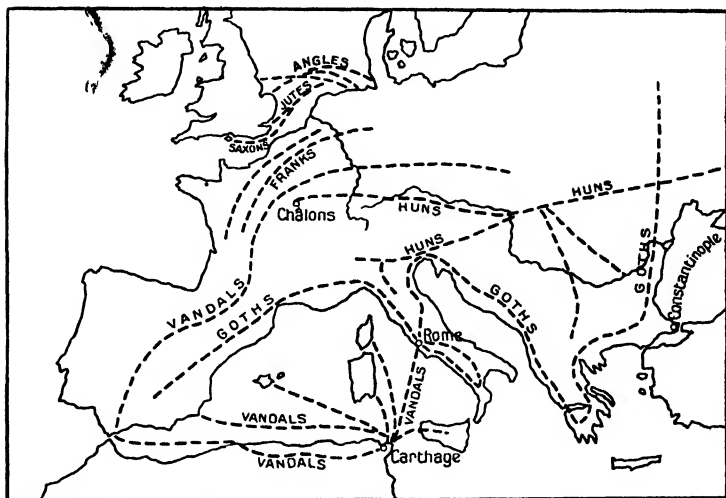 ANGLES
JUTES
SAXONS
FRANKS
HUNS
Chalons
HUNS
HUNS
GOTHS
Constantinople
VANDALS
GOTHS
GOTHS
Rome
VANDALS
VANDALS
VANDALS
Carthage